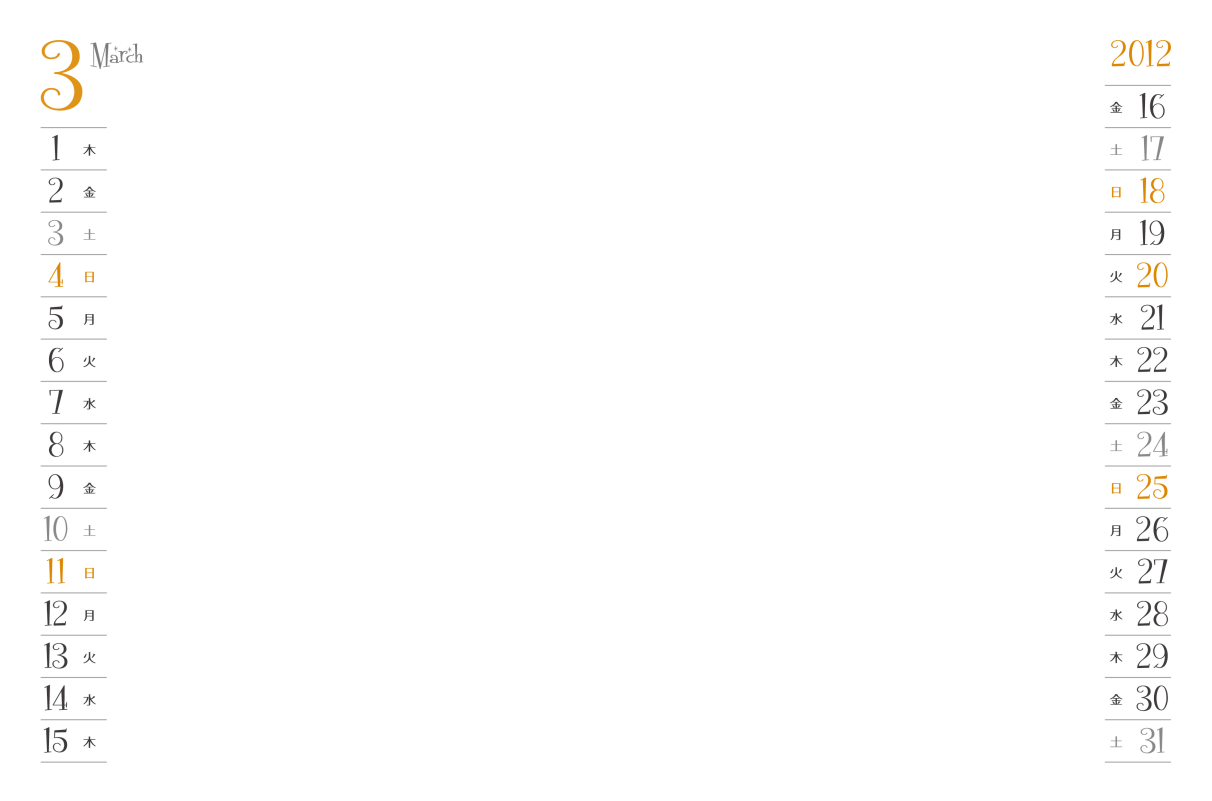 3 March
1 木
2 金
3 土
4 日
5 月
6 火
7 水
8 木
9 金
10 土
11 日
12 月
13 火
14 水
15 木
2012
金 16
土 17
日 18
月 19
火 20
水 21
木 22
金 23
土 24
日 25
月 26
火 27
水 28
木 29
金 30
土 31